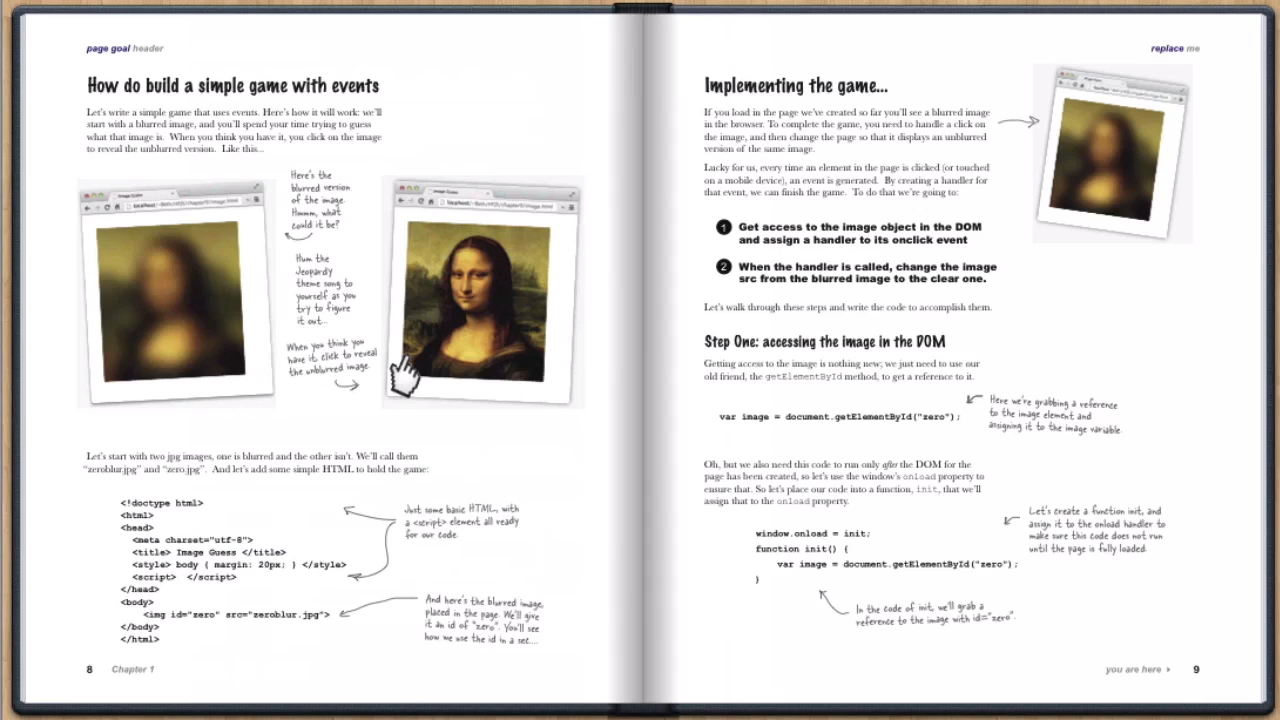 page goal header
How do build a simple game with events
Let's write a simple game that uses events. Here's how it will work: we'll
start with a blurred image, and you'll spend your time trying to guess
what that image is. When you think you have it, you click on the image
to reveal the unblurred version. Like this...
Here's the
blurred version
of the image.
Hmmm, what
could it be?
Hum the
Jeopardy
theme song to
yourself as you
try to figure
it out...
When you think you
have it, click to reveal
the unblurred image.
Image Guess
Image Guess
Let's start with two jpg images, one is blurred and the other isn't. We'll call them
"zeroblur.jpg" and "zero.jpg". And let's add some simple HTML to hold the game:
<!doctype html>
<html>
<head>
<meta charset="utf-8">
<title> Image Guess </title>
<style> body { margin: 20px; } </style>
<script> </script>
</head>
<body>
<img id="zero" src="zeroblur.jpg">
</body>
</html>
Just some basic HTML, with
a <script> element all ready
for our code.
And here's the blurred image,
placed in the page. We'll give
it an id of "zero". You'll see
how we use the id in a sec...
8 Chapter 1
replace me
Implementing the game...
If you load in the page we've created so far you'll see a blurred image
in the browser. To complete the game, you need to handle a click on
the image, and then change the page so that it displays an unblurred
version of the same image.
Lucky for us, every time an element in the page is clicked (or touched
on a mobile device), an event is generated. By creating a handler for
that event, we can finish the game. To do that we're going to:
1 Get access to the image object in the DOM
and assign a handler to its onclick event
2 When the handler is called, change the image
src from the blurred image to the clear one.
Let's walk through these steps and write the code to accomplish them.
Step One: accessing the image in the DOM
Getting access to the image is nothing new; we just need to use our
old friend, the getElementById method, to get a reference to it.
var image = document.getElementById("zero");
Here we're grabbing a reference
to the image element and
assigning it to the image variable.
Oh, but we also need this code to run only after the DOM for the
page has been created, so let's use the window's onload property to
ensure that. So let's place our code into a function, init, that we'll
assign that to the onload property.
window.onload = init;
function init() {
var image = document.getElementById("zero");
}
Let's create a function init, and
assign it to the onload handler to
make sure this code does not run
until the page is fully loaded.
In the code of init, we'll grab a
reference to the image with id="zero".
you are here ▸ 9